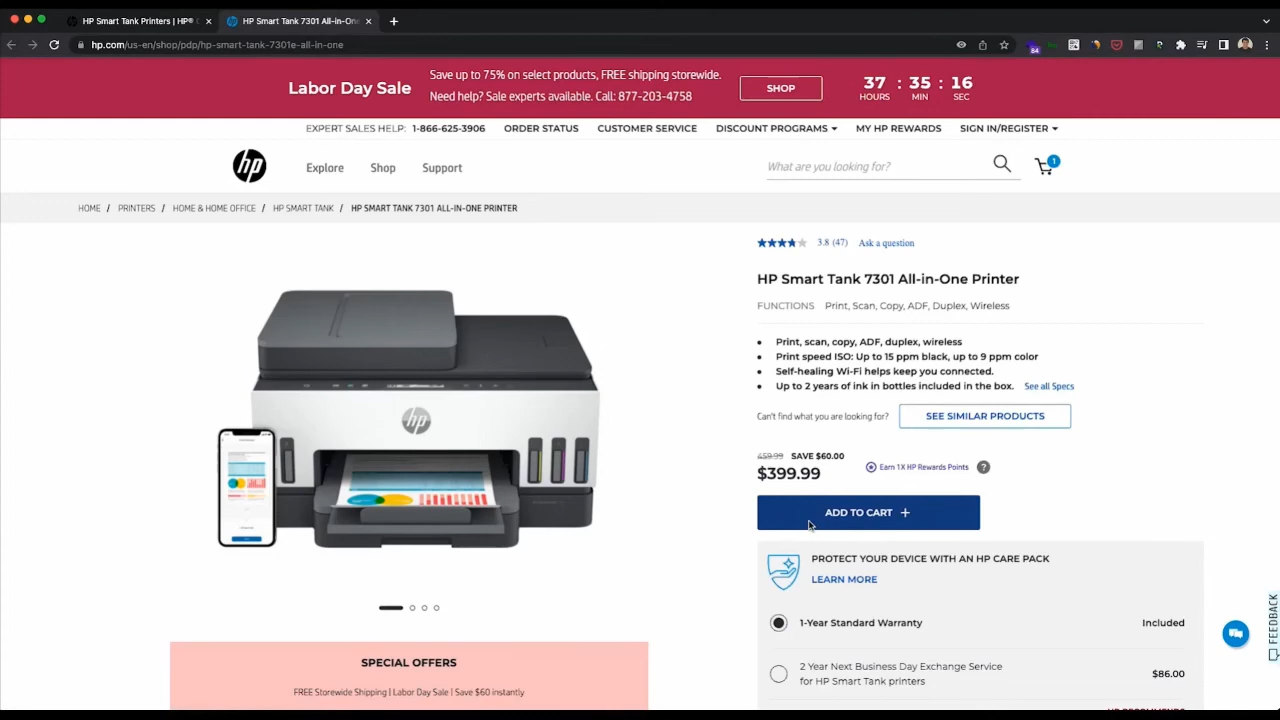 HP Smart Tank Printers | HP®
HP Smart Tank 7301 All-in-One
hp.com/us-en/shop/pdp/hp-smart-tank-7301e-all-in-one
84
Labor Day Sale
Save up to 75% on select products, FREE shipping storewide.
Need help? Sale experts available. Call: 877-203-4758
SHOP
37 : 35 : 16
HOURS MIN SEC
EXPERT SALES HELP: 1-866-625-3906 ORDER STATUS CUSTOMER SERVICE DISCOUNT PROGRAMS MY HP REWARDS SIGN IN/REGISTER
hp
Explore Shop Support
What are you looking for?
1
HOME / PRINTERS / HOME & HOME OFFICE / HP SMART TANK / HP SMART TANK 7301 ALL-IN-ONE PRINTER
3.8 (47) Ask a question
HP Smart Tank 7301 All-in-One Printer
FUNCTIONS Print, Scan, Copy, ADF, Duplex, Wireless
• Print, scan, copy, ADF, duplex, wireless
• Print speed ISO: Up to 15 ppm black, up to 9 ppm color
• Self-healing Wi-Fi helps keep you connected.
• Up to 2 years of ink in bottles included in the box. See all Specs
Can't find what you are looking for? SEE SIMILAR PRODUCTS
459.99 SAVE $60.00
$399.99 Earn 1X HP Rewards Points ?
ADD TO CART +
hp
PROTECT YOUR DEVICE WITH AN HP CARE PACK
LEARN MORE
1-Year Standard Warranty Included
2 Year Next Business Day Exchange Service
for HP Smart Tank printers
$86.00
SPECIAL OFFERS
FREE Storewide Shipping | Labor Day Sale | Save $60 instantly
FEEDBACK